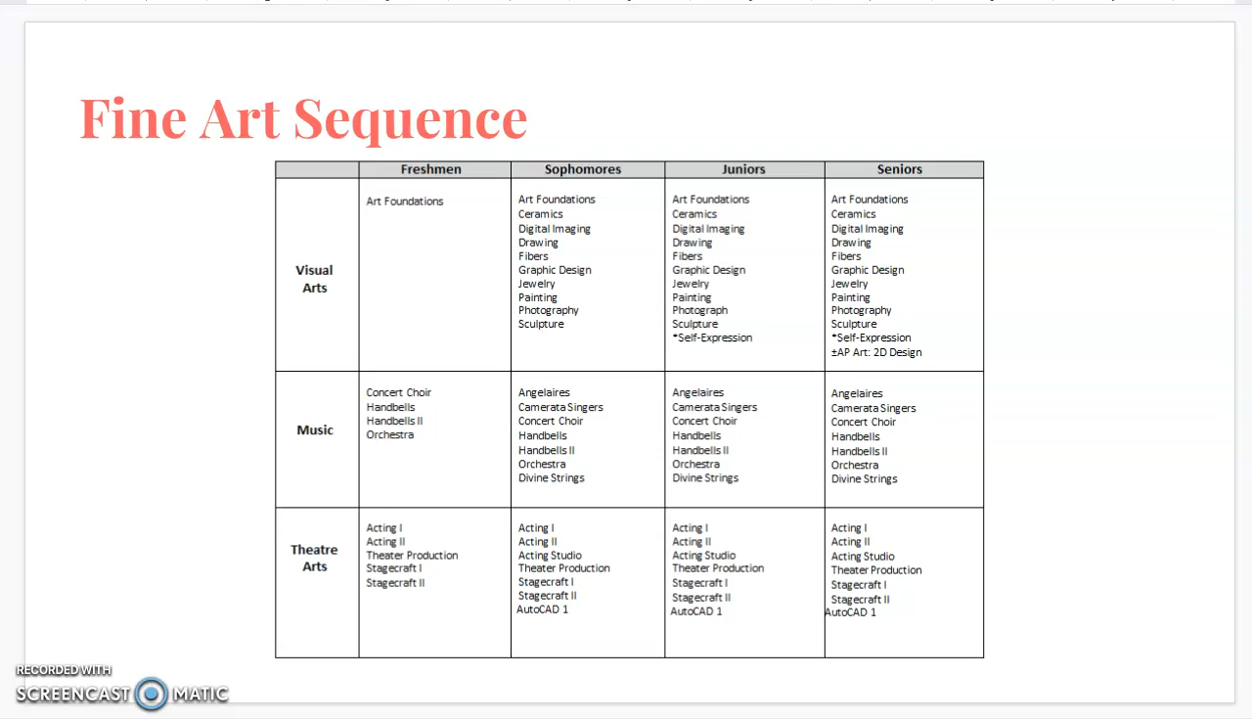 Fine Art Sequence
Freshmen Sophomores Juniors Seniors
Visual
Arts
Art Foundations
Art Foundations
Ceramics
Digital Imaging
Drawing
Fibers
Graphic Design
Jewelry
Painting
Photography
Sculpture
Art Foundations
Ceramics
Digital Imaging
Drawing
Fibers
Graphic Design
Jewelry
Painting
Photograph
Sculpture
*Self-Expression
Art Foundations
Ceramics
Digital Imaging
Drawing
Fibers
Graphic Design
Jewelry
Painting
Photography
Sculpture
*Self-Expression
±AP Art: 2D Design
Music
Concert Choir
Handbells
Handbells II
Orchestra
Angelaires
Camerata Singers
Concert Choir
Handbells
Handbells II
Orchestra
Divine Strings
Angelaires
Camerata Singers
Concert Choir
Handbells
Handbells II
Orchestra
Divine Strings
Angelaires
Camerata Singers
Concert Choir
Handbells
Handbells II
Orchestra
Divine Strings
Theatre
Arts
Acting I
Acting II
Theater Production
Stagecraft I
Stagecraft II
Acting I
Acting II
Acting Studio
Theater Production
Stagecraft I
Stagecraft II
AutoCAD 1
Acting I
Acting II
Acting Studio
Theater Production
Stagecraft I
Stagecraft II
AutoCAD 1
Acting I
Acting II
Acting Studio
Theater Production
Stagecraft I
Stagecraft II
AutoCAD 1
RECORDED WITH
SCREENCAST MATIC